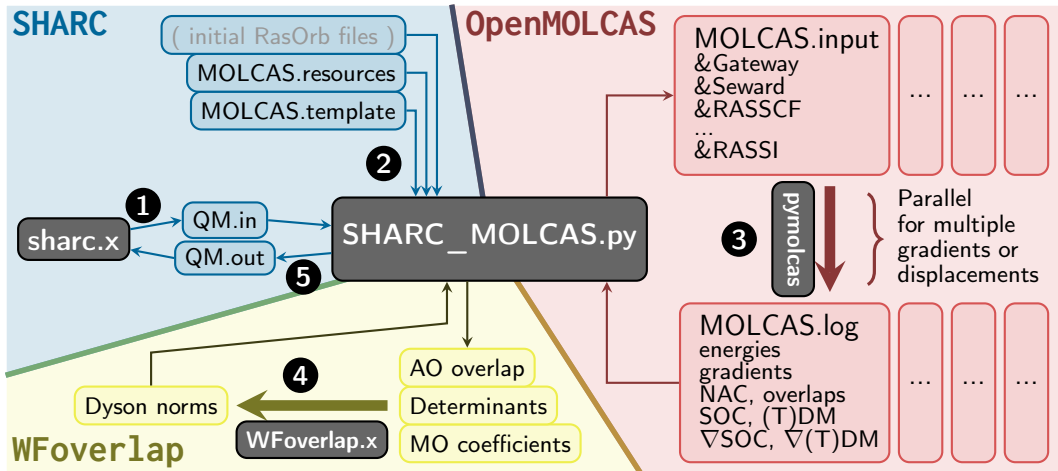 SHARC
( initial RasOrb files )
MOLCAS.resources
MOLCAS.template
2
1
sharc.x
QM.in
QM.out
5
SHARC_MOLCAS.py
OpenMOLCAS
MOLCAS.input
&Gateway
&Seward
&RASSCF
...
&RASSI
...
...
...
3
pymolcas
Parallel
for multiple
gradients or
displacements
MOLCAS.log
energies
gradients
NAC, overlaps
SOC, (T)DM
∇SOC, ∇(T)DM
...
...
...
4
AO overlap
Determinants
MO coefficients
Dyson norms
WFoverlap.x
WFoverlap